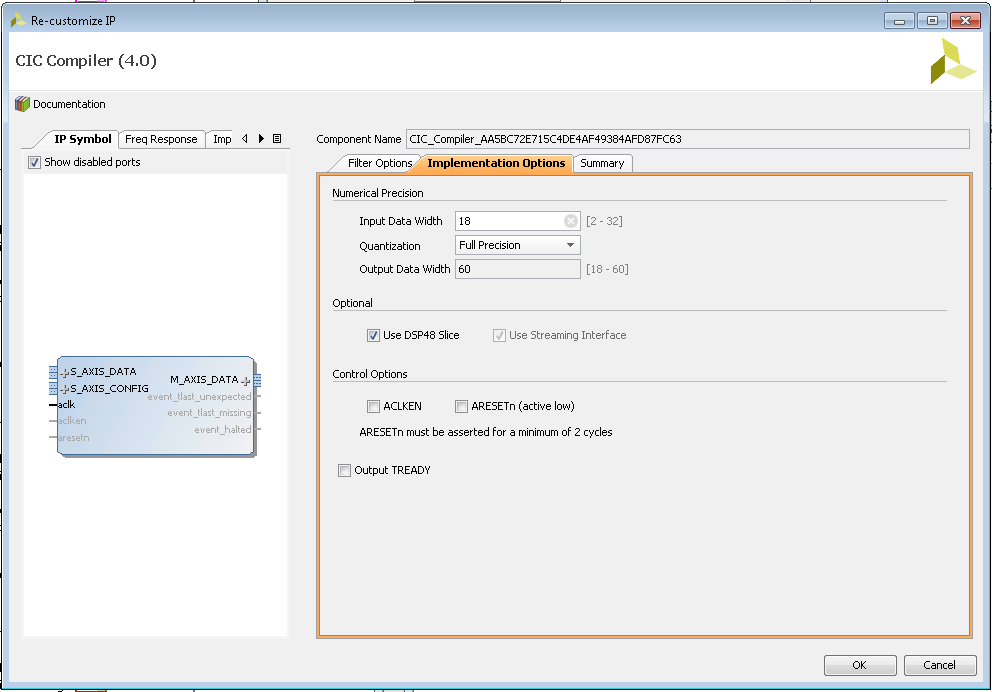 Re-customize IP
CIC Compiler (4.0)
Documentation
IP Symbol Freq Response Imp
Show disabled ports
S_AXIS_DATA
S_AXIS_CONFIG
aclk
aclken
aresetn
M_AXIS_DATA
event_tlast_unexpected
event_tlast_missing
event_halted
Component Name CIC_Compiler_AA5BC72E715C4DE4AF49384AFD87FC63
Filter Options Implementation Options Summary
Numerical Precision
Input Data Width 18 [2 - 32]
Quantization Full Precision
Output Data Width 60 [18 - 60]
Optional
Use DSP48 Slice Use Streaming Interface
Control Options
ACLKEN ARESETn (active low)
ARESETn must be asserted for a minimum of 2 cycles
Output TREADY
OK Cancel